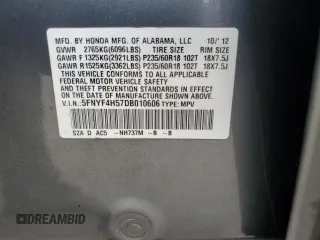 MFD. BY HONDA MFG. OF ALABAMA, LLC 10/'12
GVWR 2765KG(6096LBS) TIRE SIZE RIM SIZE
GAWR F 1325KG(2921LBS) P235/60R18 102T 18X7.5J
GAWR R 1525KG(3362LBS) P235/60R18 102T 18X7.5J
THIS VEHICLE CONFORMS TO ALL APPLICABLE
FEDERAL MOTOR VEHICLE SAFETY AND
THEFT PREVENTION STANDARDS IN EFFECT
ON THE DATE OF MANUFACTURE SHOWN
ABOVE.
V.I.N.: 5FNYF4H57DB010606 TYPE: MPV
SZA D AC5 -NH737M -B -B
AUTOBIDMASTER